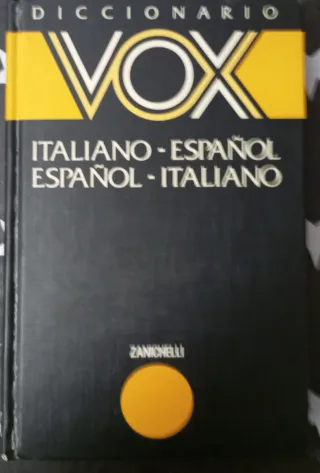 DICCIONARIO
VOX
ITALIANO - ESPAÑOL
ESPAÑOL - ITALIANO
ZANICHELLI